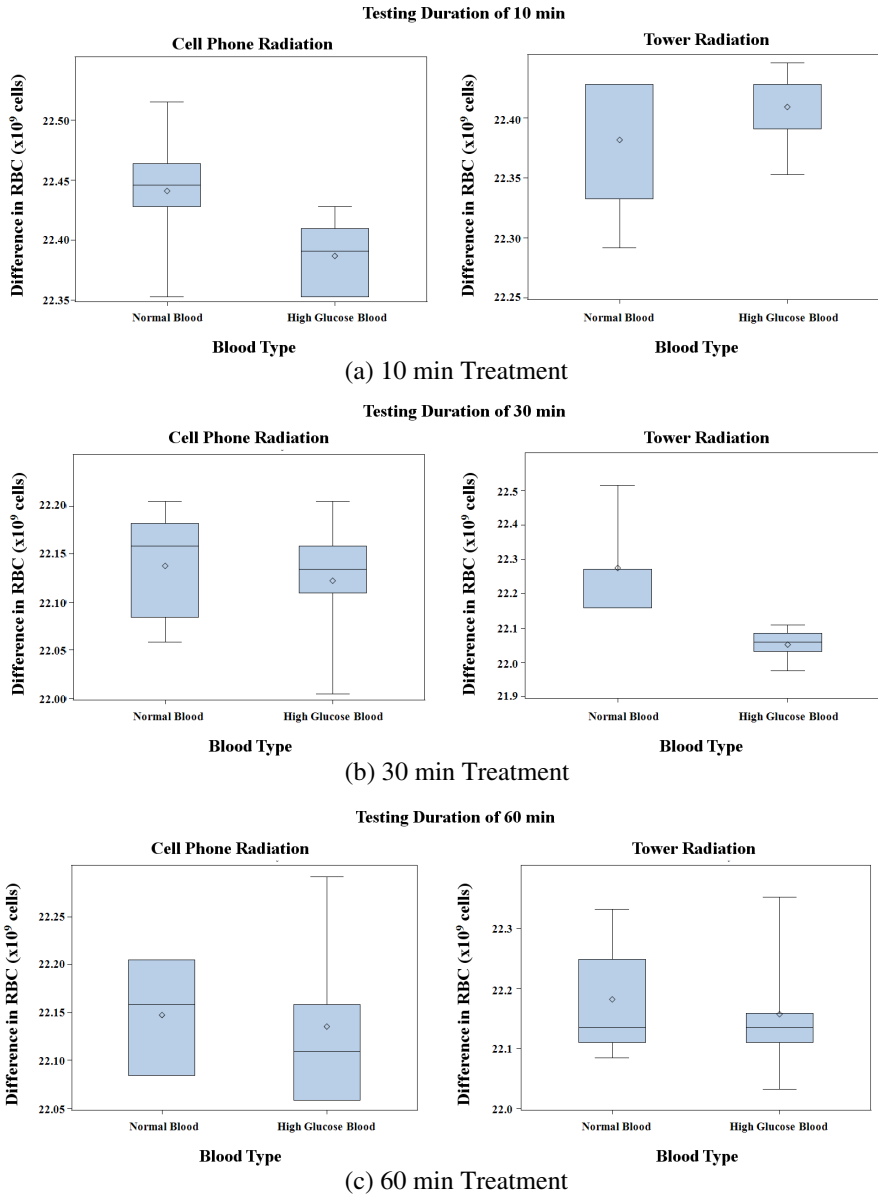 Testing Duration of 10 min
Cell Phone Radiation
Difference in RBC (x10⁹ cells)
22.50
22.45
22.40
22.35
Normal Blood High Glucose Blood
Blood Type
Tower Radiation
Difference in RBC (x10⁹ cells)
22.40
22.35
22.30
22.25
Normal Blood High Glucose Blood
Blood Type
(a) 10 min Treatment
Testing Duration of 30 min
Cell Phone Radiation
Difference in RBC (x10⁹ cells)
22.20
22.15
22.10
22.05
22.00
Normal Blood High Glucose Blood
Blood Type
Tower Radiation
Difference in RBC (x10⁹ cells)
22.5
22.4
22.3
22.2
22.1
22.0
21.9
Normal Blood High Glucose Blood
Blood Type
(b) 30 min Treatment
Testing Duration of 60 min
Cell Phone Radiation
Difference in RBC (x10⁹ cells)
22.25
22.20
22.15
22.10
22.05
Normal Blood High Glucose Blood
Blood Type
Tower Radiation
Difference in RBC (x10⁹ cells)
22.3
22.2
22.1
22.0
Normal Blood High Glucose Blood
Blood Type
(c) 60 min Treatment